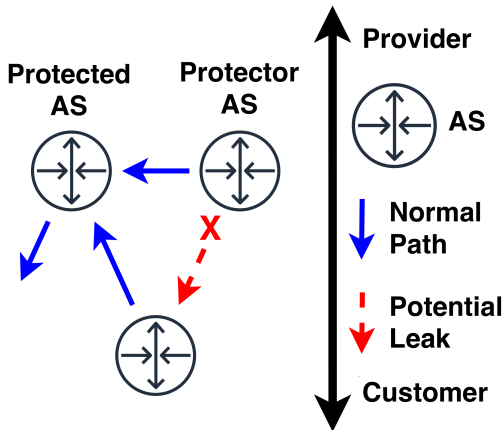 Protected
AS
Protector
AS
X
Provider
AS
Normal
Path
Potential
Leak
Customer